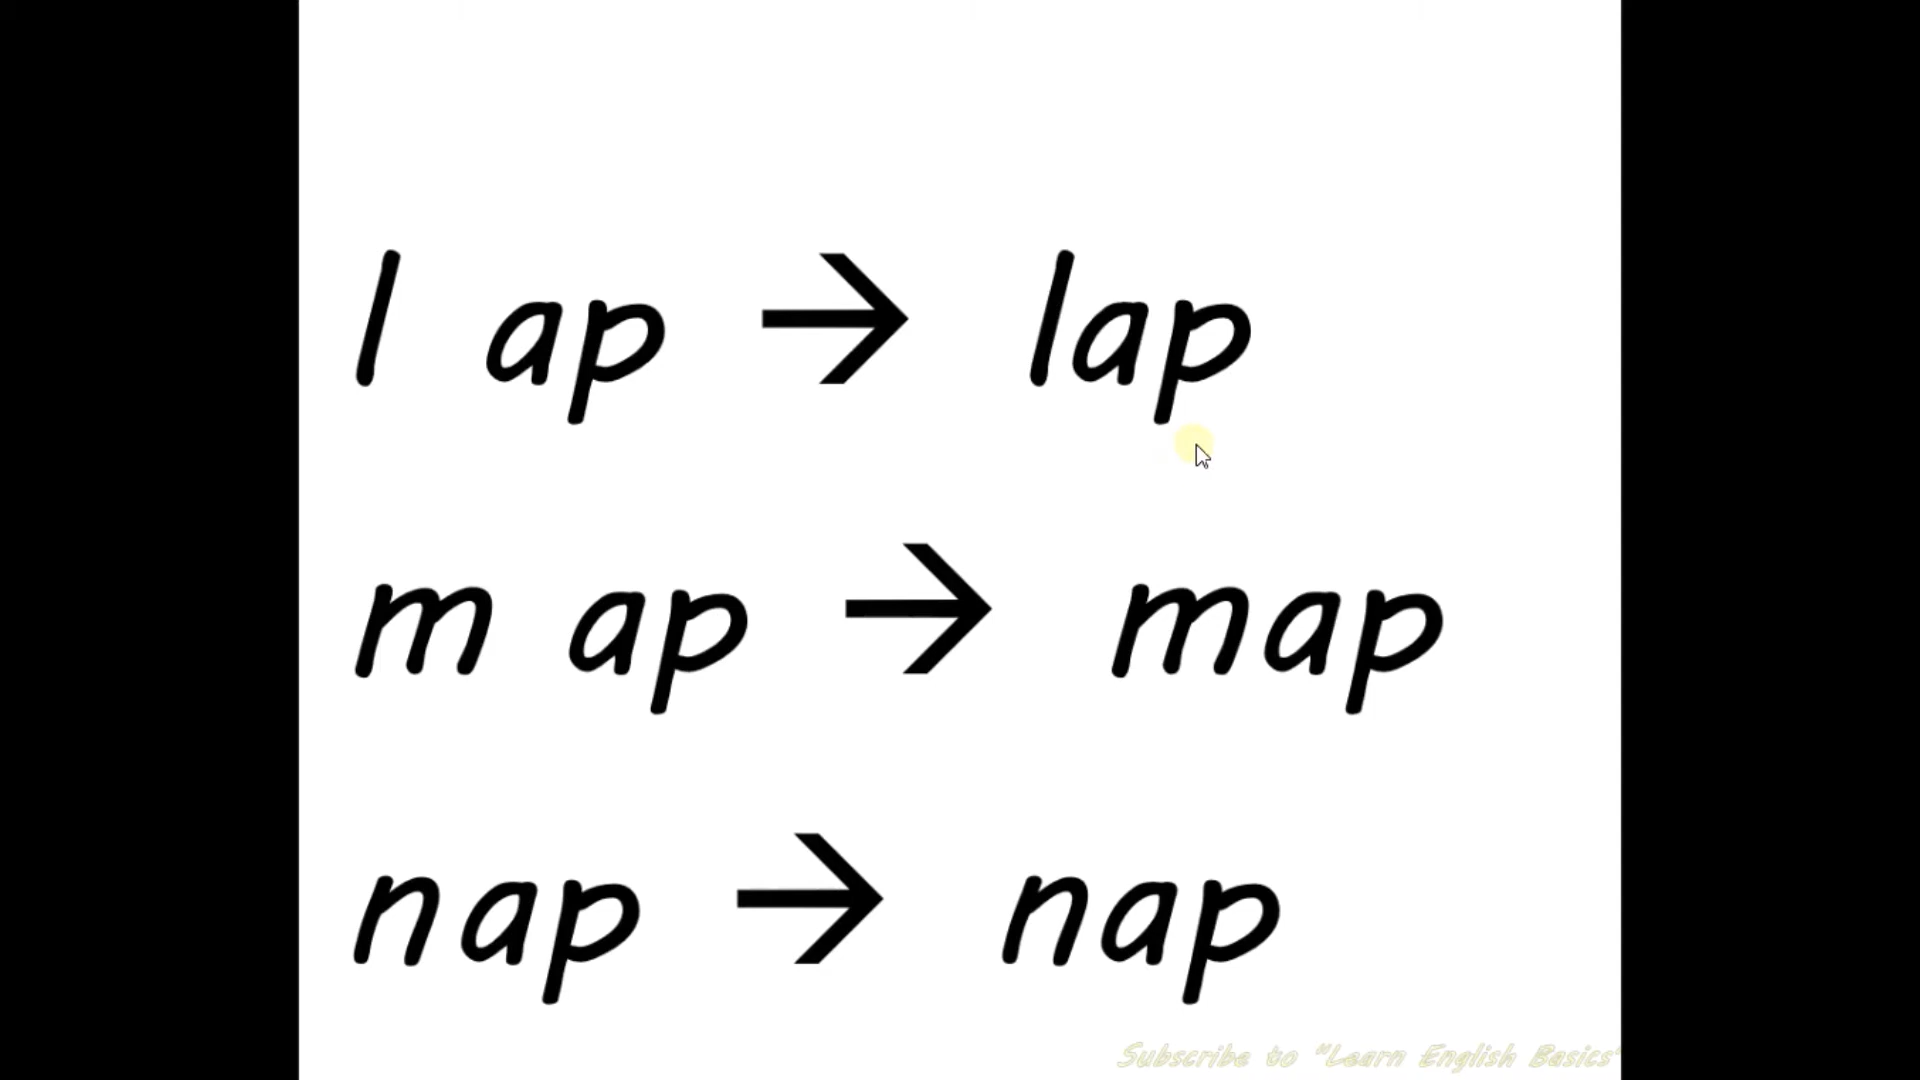 l ap → lap
m ap → map
nap → nap
Subscribe to "Learn English Basics"